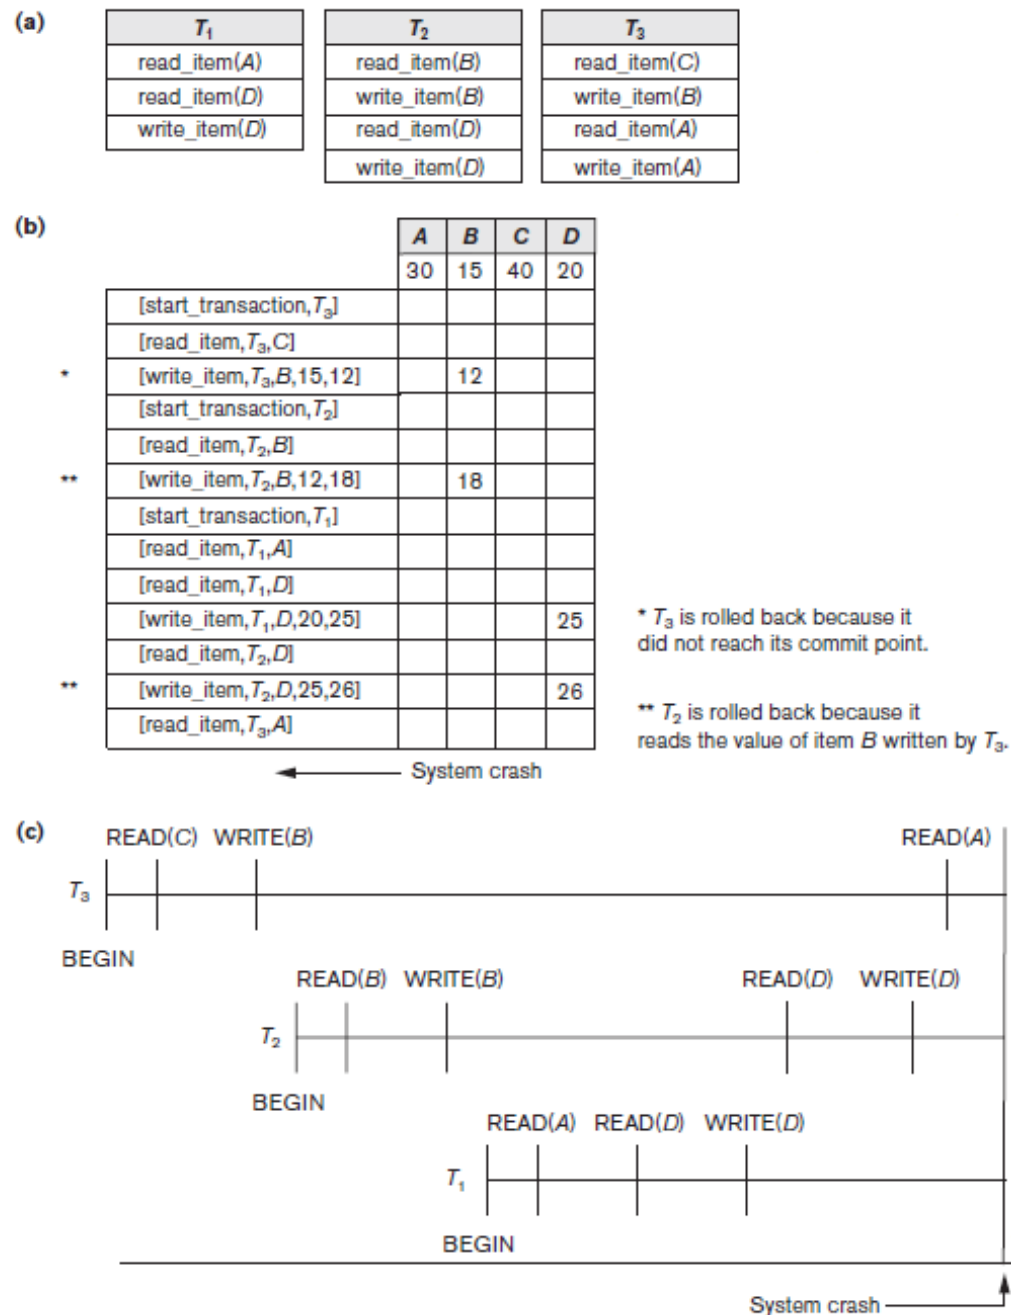 (a)
T₁ T₂ T₃
read_item(A) read_item(B) read_item(C)
read_item(D) write_item(B) write_item(B)
write_item(D) read_item(D) read_item(A)
write_item(D) write_item(A)
(b)
A B C D
30 15 40 20
[start_transaction,T₃]
[read_item,T₃,C]
* [write_item,T₃,B,15,12] 12
[start_transaction,T₂]
[read_item,T₂,B]
** [write_item,T₂,B,12,18] 18
[start_transaction,T₁]
[read_item,T₁,A]
[read_item,T₁,D]
[write_item,T₁,D,20,25] 25
[read_item,T₂,D]
** [write_item,T₂,D,25,26] 26
[read_item,T₃,A]
* T₃ is rolled back because it
did not reach its commit point.
** T₂ is rolled back because it
reads the value of item B written by T₃.
System crash
(c)
READ(C) WRITE(B) READ(A)
T₃
BEGIN
READ(B) WRITE(B) READ(D) WRITE(D)
T₂
BEGIN
READ(A) READ(D) WRITE(D)
T₁
BEGIN
System crash